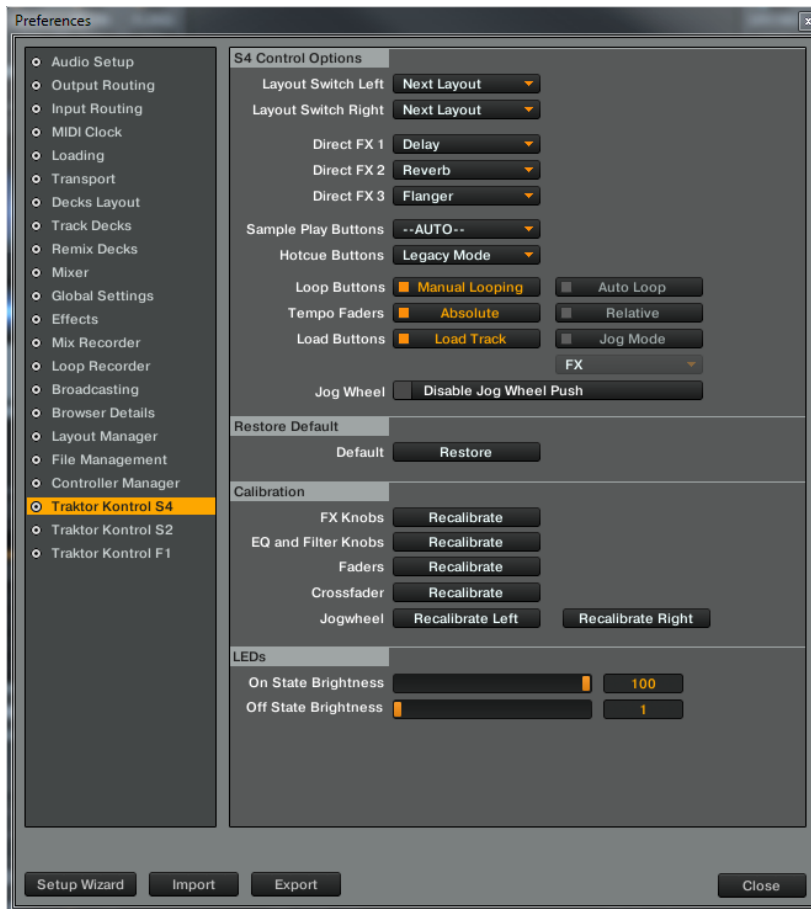 Preferences
Audio Setup
Output Routing
Input Routing
MIDI Clock
Loading
Transport
Decks Layout
Track Decks
Remix Decks
Mixer
Global Settings
Effects
Mix Recorder
Loop Recorder
Broadcasting
Browser Details
Layout Manager
File Management
Controller Manager
Traktor Kontrol S4
Traktor Kontrol S2
Traktor Kontrol F1
S4 Control Options
Layout Switch Left Next Layout
Layout Switch Right Next Layout
Direct FX 1 Delay
Direct FX 2 Reverb
Direct FX 3 Flanger
Sample Play Buttons --AUTO--
Hotcue Buttons Legacy Mode
Loop Buttons Manual Looping Auto Loop
Tempo Faders Absolute Relative
Load Buttons Load Track Jog Mode
FX
Jog Wheel Disable Jog Wheel Push
Restore Default
Default Restore
Calibration
FX Knobs Recalibrate
EQ and Filter Knobs Recalibrate
Faders Recalibrate
Crossfader Recalibrate
Jogwheel Recalibrate Left Recalibrate Right
LEDs
On State Brightness 100
Off State Brightness 1
Setup Wizard Import Export Close